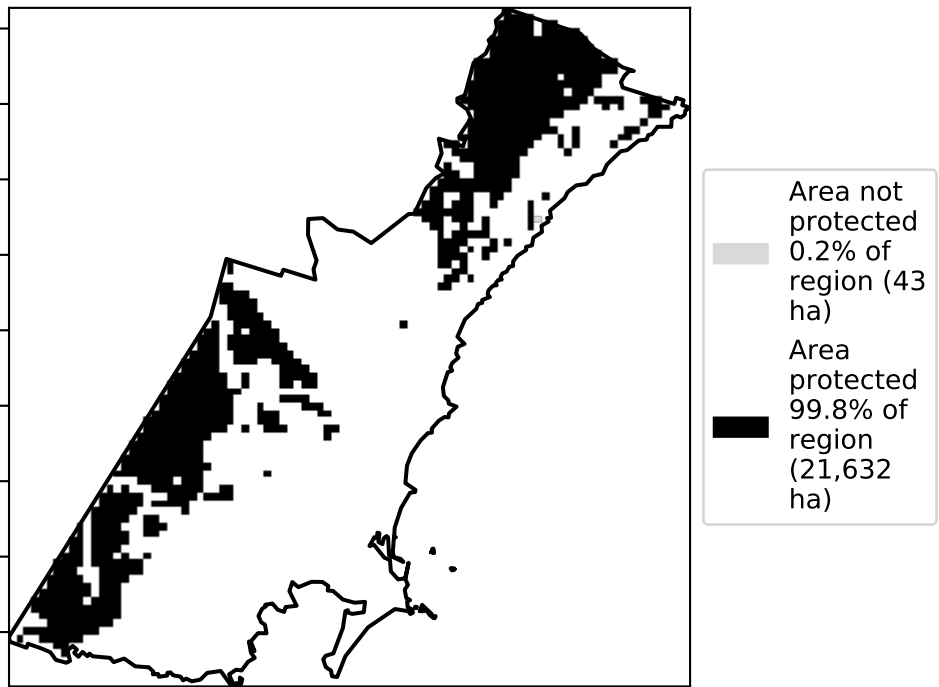 Area not
protected
0.2% of
region (43
ha)
Area
protected
99.8% of
region
(21,632
ha)